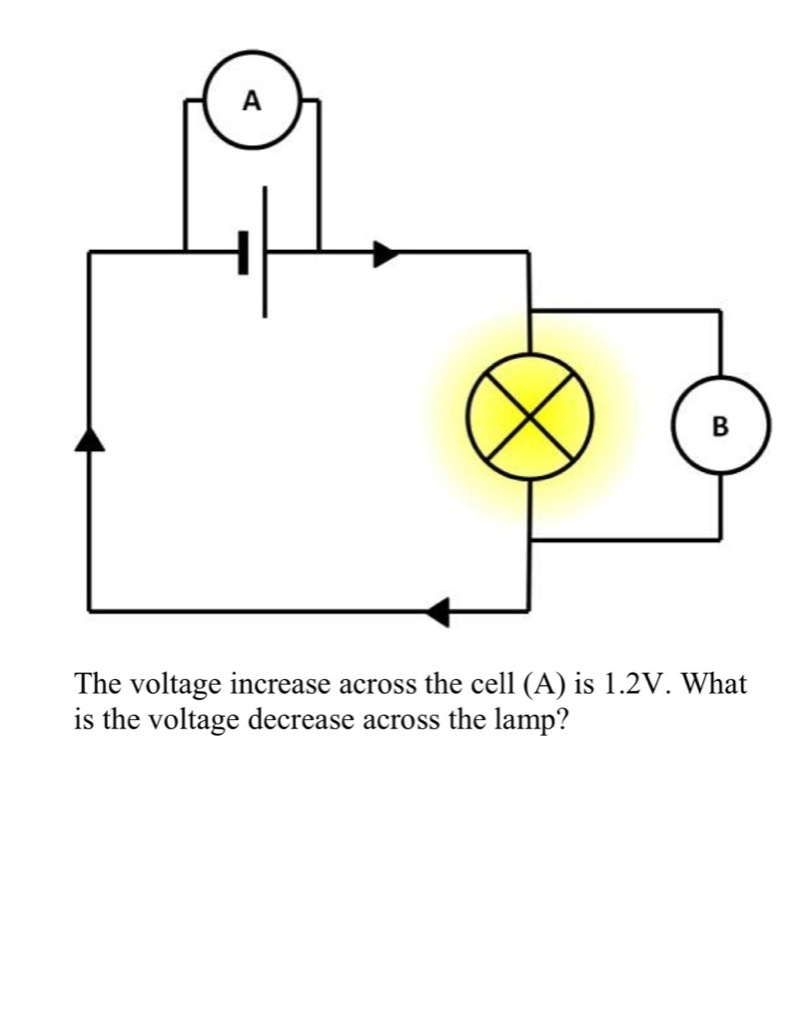 A
B
The voltage increase across the cell (A) is 1.2V. What
is the voltage decrease across the lamp?